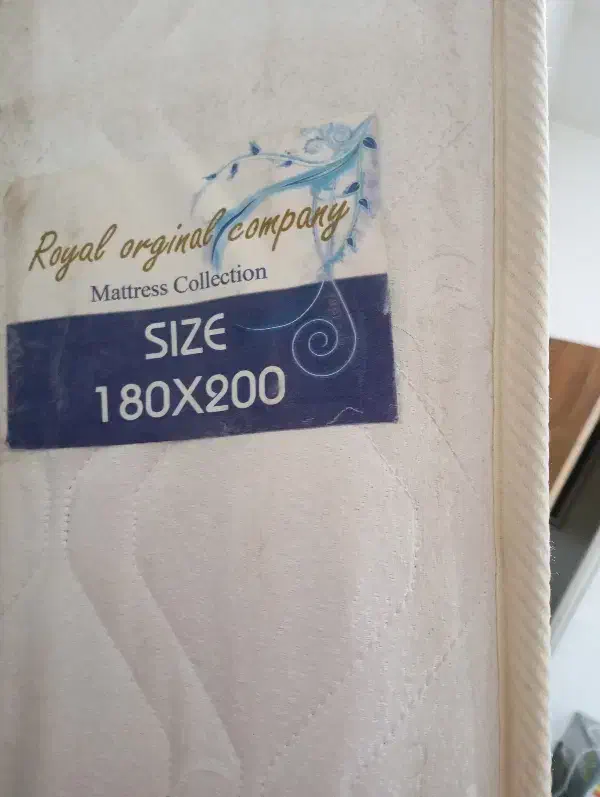 Royal orginal company
Mattress Collection
SIZE
180X200